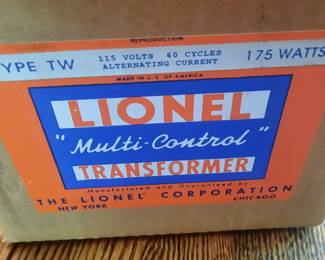 REPRODUCTION
YPE TW 115 VOLTS 60 CYCLES 175 WATTS
ALTERNATING CURRENT
MADE IN U. S. OF AMERICA
LIONEL
"Multi-Control"
TRANSFORMER
Manufactured and Guaranteed by
THE LIONEL CORPORATION
NEW YORK CHICAGO